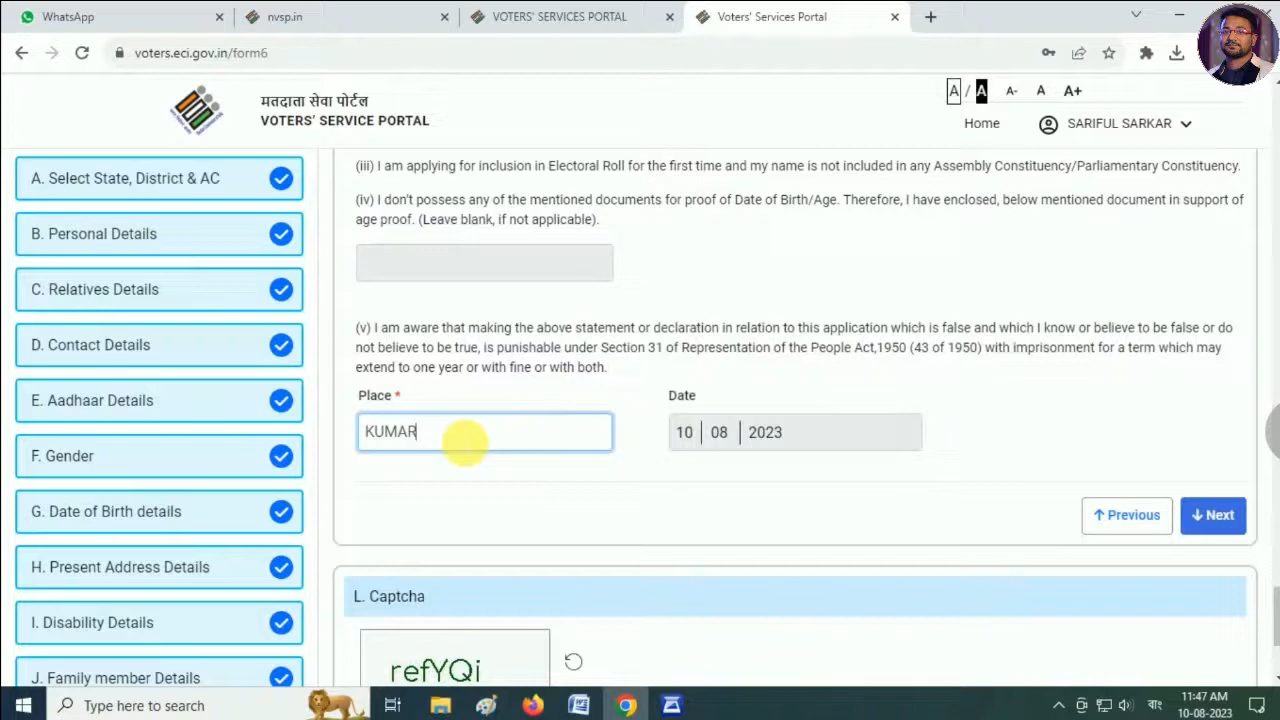 WhatsApp
nvsp.in
VOTERS' SERVICES PORTAL
Voters' Services Portal
voters.eci.gov.in/form6
मतदाता सेवा पोर्टल
VOTERS' SERVICE PORTAL
A / A A- A A+
Home
SARIFUL SARKAR
A. Select State, District & AC
B. Personal Details
C. Relatives Details
D. Contact Details
E. Aadhaar Details
F. Gender
G. Date of Birth details
H. Present Address Details
I. Disability Details
J. Family member Details
(iii) I am applying for inclusion in Electoral Roll for the first time and my name is not included in any Assembly Constituency/Parliamentary Constituency.
(iv) I don't possess any of the mentioned documents for proof of Date of Birth/Age. Therefore, I have enclosed, below mentioned document in support of
age proof. (Leave blank, if not applicable).
(v) I am aware that making the above statement or declaration in relation to this application which is false and which I know or believe to be false or do
not believe to be true, is punishable under Section 31 of Representation of the People Act,1950 (43 of 1950) with imprisonment for a term which may
extend to one year or with fine or with both.
Place *
Date
KUMAR
10 08 2023
Previous
Next
L. Captcha
refYQi
Type here to search
বাং
11:47 AM
10-08-2023